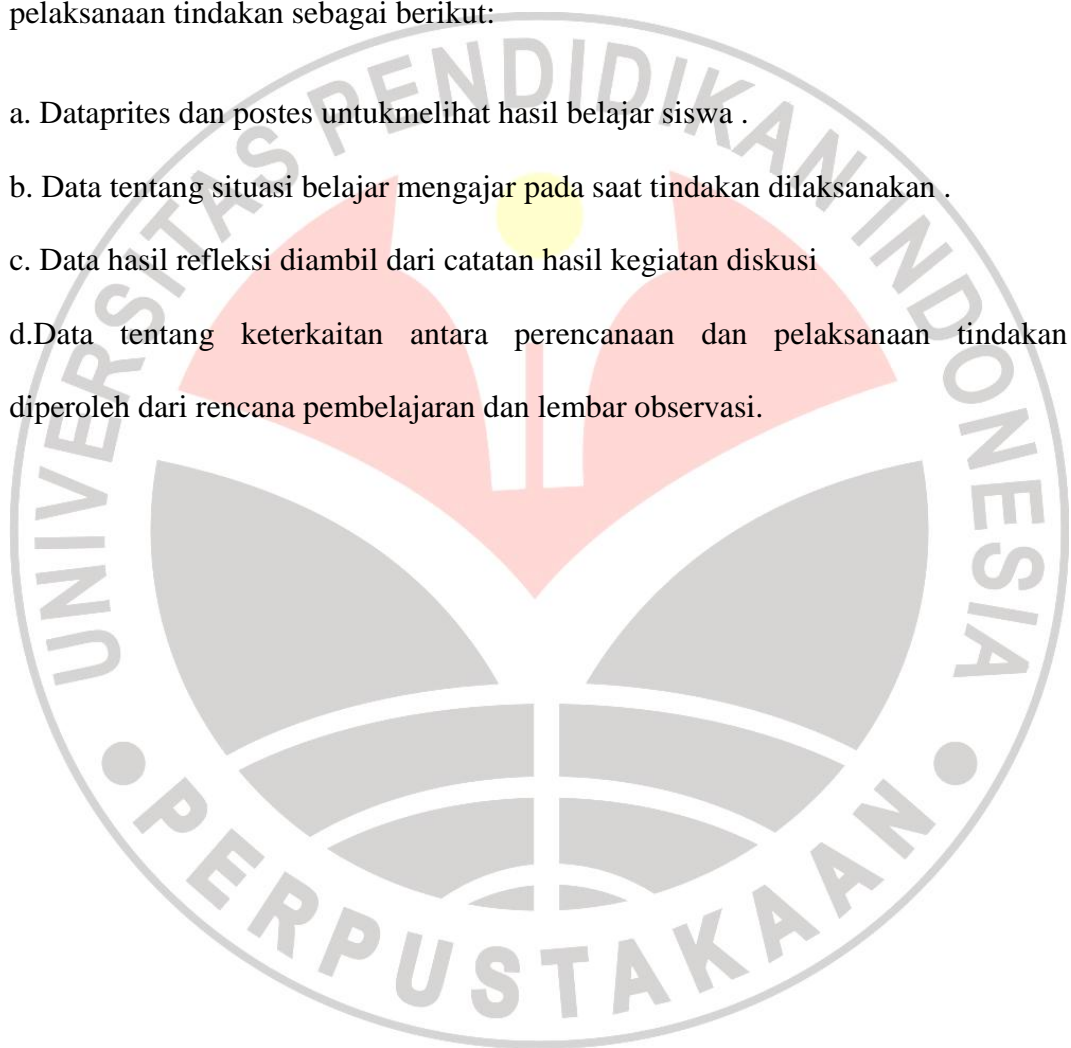 pelaksanaan tindakan sebagai berikut:
a. Dataprites dan postes untukmelihat hasil belajar siswa .
b. Data tentang situasi belajar mengajar pada saat tindakan dilaksanakan .
c. Data hasil refleksi diambil dari catatan hasil kegiatan diskusi
d.Data tentang keterkaitan antara perencanaan dan pelaksanaan tindakan
diperoleh dari rencana pembelajaran dan lembar observasi.
UNIVERSITAS PENDIDIKAN INDONESIA
PERPUSTAKAAN